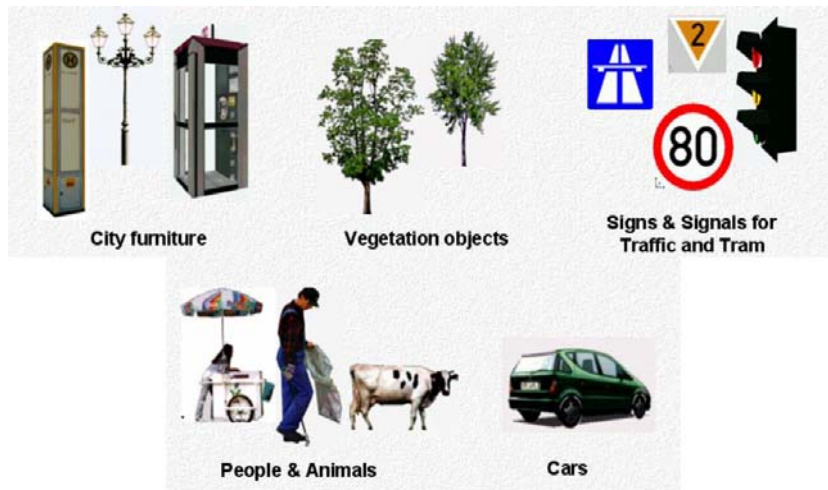 H
2
80
City furniture
Vegetation objects
Signs & Signals for
Traffic and Tram
People & Animals
Cars